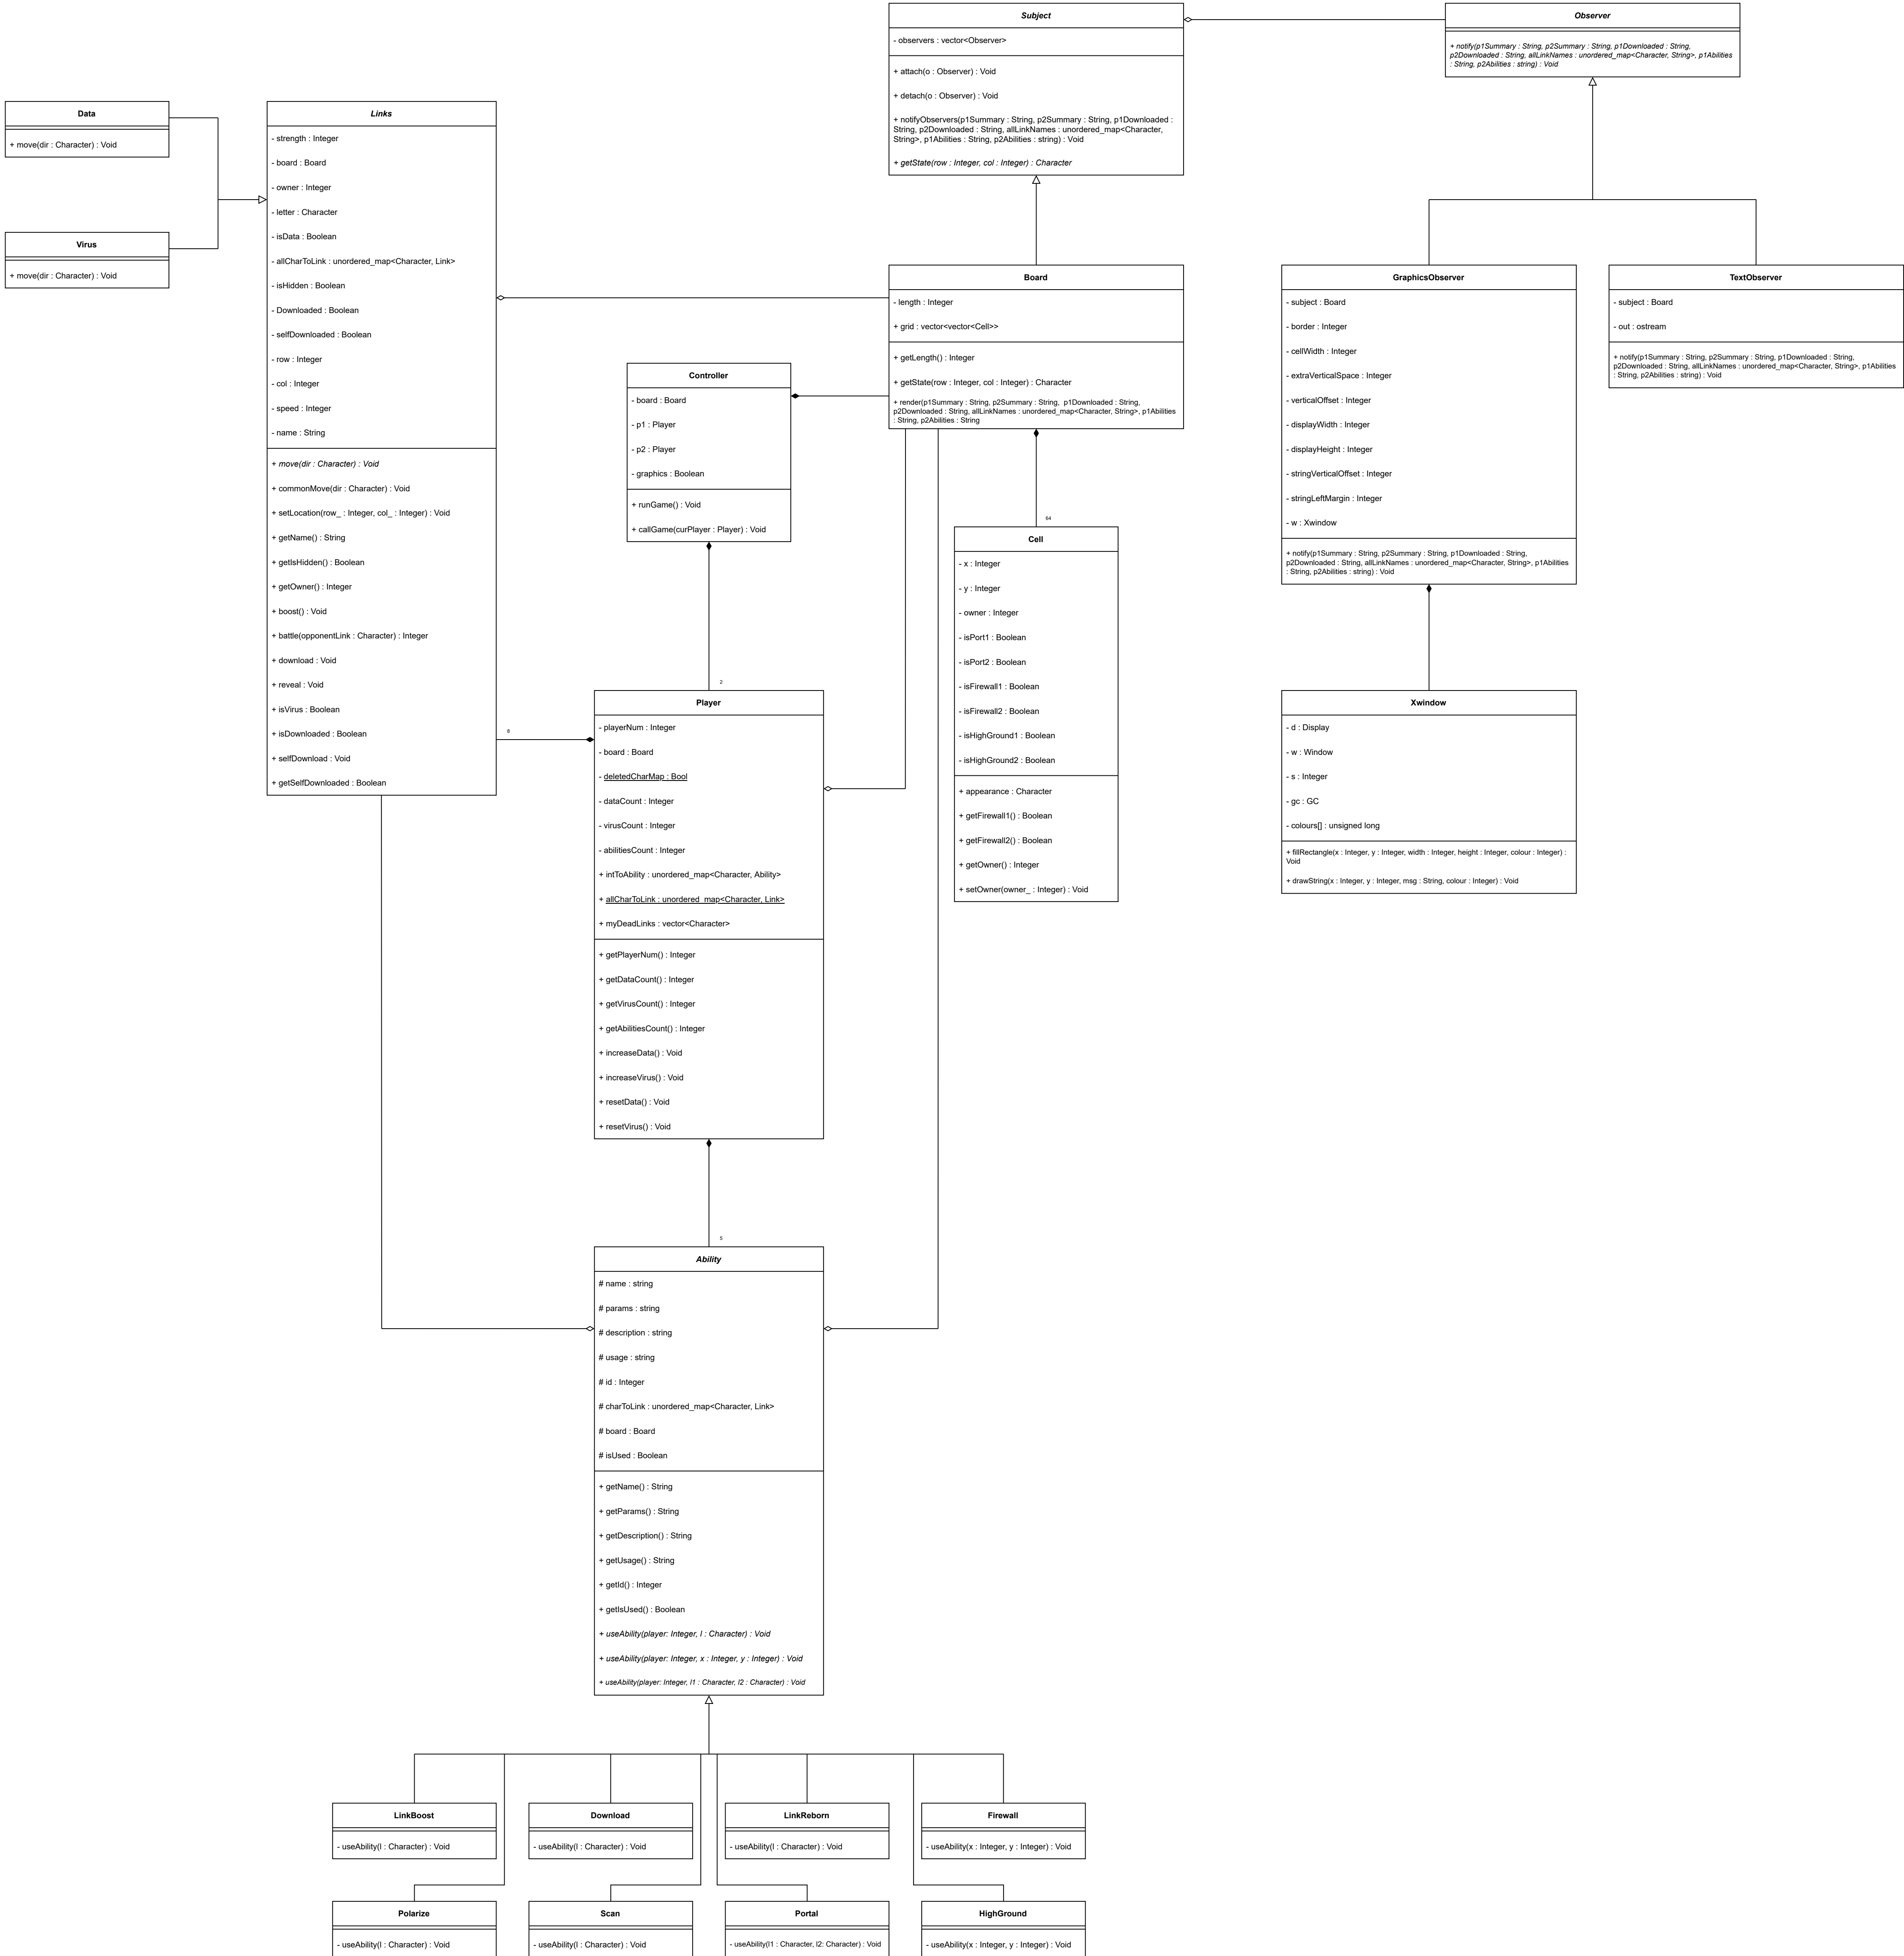 Subject
- observers : vector<Observer>
+ attach(o : Observer) : Void
+ detach(o : Observer) : Void
+ notifyObservers(p1Summary : String, p2Summary : String, p1Downloaded :
String, p2Downloaded : String, allLinkNames : unordered_map<Character,
String>, p1Abilities : String, p2Abilities : string) : Void
+ getState(row : Integer, col : Integer) : Character
Observer
+ notify(p1Summary : String, p2Summary : String, p1Downloaded : String,
p2Downloaded : String, allLinkNames : unordered_map<Character, String>, p1Abilities
: String, p2Abilities : string) : Void
Data
+ move(dir : Character) : Void
Virus
+ move(dir : Character) : Void
Links
- strength : Integer
- board : Board
- owner : Integer
- letter : Character
- isData : Boolean
- allCharToLink : unordered_map<Character, Link>
- isHidden : Boolean
- Downloaded : Boolean
- selfDownloaded : Boolean
- row : Integer
- col : Integer
- speed : Integer
- name : String
+ move(dir : Character) : Void
+ commonMove(dir : Character) : Void
+ setLocation(row_ : Integer, col_ : Integer) : Void
+ getName() : String
+ getIsHidden() : Boolean
+ getOwner() : Integer
+ boost() : Void
+ battle(opponentLink : Character) : Integer
+ download : Void
+ reveal : Void
+ isVirus : Boolean
+ isDownloaded : Boolean
+ selfDownload : Void
+ getSelfDownloaded : Boolean
Board
- length : Integer
+ grid : vector<vector<Cell>>
+ getLength() : Integer
+ getState(row : Integer, col : Integer) : Character
+ render(p1Summary : String, p2Summary : String,  p1Downloaded : String,
p2Downloaded : String, allLinkNames : unordered_map<Character, String>, p1Abilities
: String, p2Abilities : String
GraphicsObserver
- subject : Board
- border : Integer
- cellWidth : Integer
- extraVerticalSpace : Integer
- verticalOffset : Integer
- displayWidth : Integer
- displayHeight : Integer
- stringVerticalOffset : Integer
- stringLeftMargin : Integer
- w : Xwindow
+ notify(p1Summary : String, p2Summary : String, p1Downloaded : String,
p2Downloaded : String, allLinkNames : unordered_map<Character, String>, p1Abilities
: String, p2Abilities : string) : Void
TextObserver
- subject : Board
- out : ostream
+ notify(p1Summary : String, p2Summary : String, p1Downloaded : String,
p2Downloaded : String, allLinkNames : unordered_map<Character, String>, p1Abilities
: String, p2Abilities : string) : Void
Controller
- board : Board
- p1 : Player
- p2 : Player
- graphics : Boolean
+ runGame() : Void
+ callGame(curPlayer : Player) : Void
64
Cell
- x : Integer
- y : Integer
- owner : Integer
- isPort1 : Boolean
- isPort2 : Boolean
- isFirewall1 : Boolean
- isFirewall2 : Boolean
- isHighGround1 : Boolean
- isHighGround2 : Boolean
+ appearance : Character
+ getFirewall1() : Boolean
+ getFirewall2() : Boolean
+ getOwner() : Integer
+ setOwner(owner_ : Integer) : Void
2
8
Player
- playerNum : Integer
- board : Board
- deletedCharMap : Bool
- dataCount : Integer
- virusCount : Integer
- abilitiesCount : Integer
+ intToAbility : unordered_map<Character, Ability>
+ allCharToLink : unordered_map<Character, Link>
+ myDeadLinks : vector<Character>
+ getPlayerNum() : Integer
+ getDataCount() : Integer
+ getVirusCount() : Integer
+ getAbilitiesCount() : Integer
+ increaseData() : Void
+ increaseVirus() : Void
+ resetData() : Void
+ resetVirus() : Void
Xwindow
- d : Display
- w : Window
- s : Integer
- gc : GC
- colours[] : unsigned long
+ fillRectangle(x : Integer, y : Integer, width : Integer, height : Integer, colour : Integer) :
Void
+ drawString(x : Integer, y : Integer, msg : String, colour : Integer) : Void
5
Ability
# name : string
# params : string
# description : string
# usage : string
# id : Integer
# charToLink : unordered_map<Character, Link>
# board : Board
# isUsed : Boolean
+ getName() : String
+ getParams() : String
+ getDescription() : String
+ getUsage() : String
+ getId() : Integer
+ getIsUsed() : Boolean
+ useAbility(player: Integer, l : Character) : Void
+ useAbility(player: Integer, x : Integer, y : Integer) : Void
+ useAbility(player: Integer, l1 : Character, l2 : Character) : Void
LinkBoost
- useAbility(l : Character) : Void
Download
- useAbility(l : Character) : Void
LinkReborn
- useAbility(l : Character) : Void
Firewall
- useAbility(x : Integer, y : Integer) : Void
Polarize
- useAbility(l : Character) : Void
Scan
- useAbility(l : Character) : Void
Portal
- useAbility(l1 : Character, l2: Character) : Void
HighGround
- useAbility(x : Integer, y : Integer) : Void